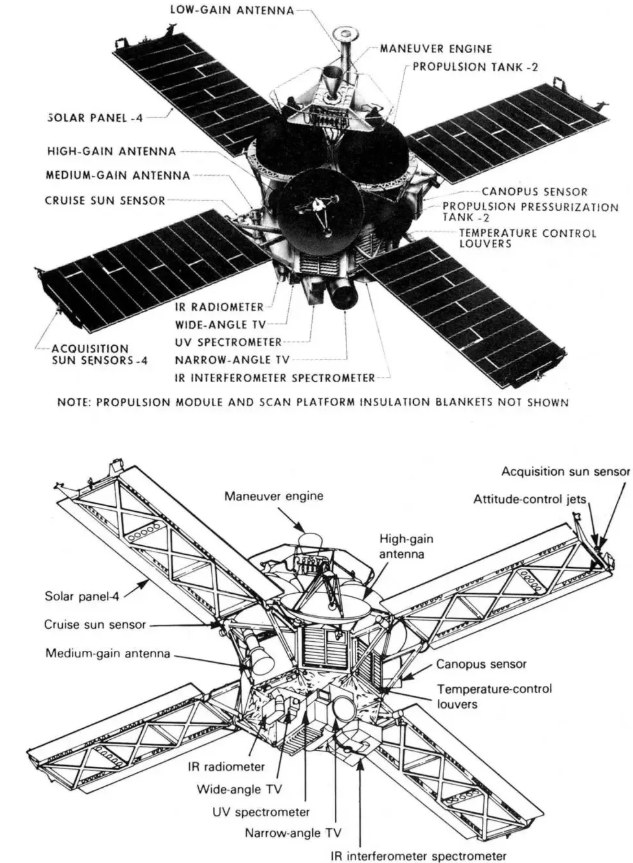 LOW-GAIN ANTENNA
MANEUVER ENGINE
PROPULSION TANK -2
SOLAR PANEL -4
HIGH-GAIN ANTENNA
MEDIUM-GAIN ANTENNA
CRUISE SUN SENSOR
CANOPUS SENSOR
PROPULSION PRESSURIZATION
TANK -2
TEMPERATURE CONTROL
LOUVERS
IR RADIOMETER
WIDE-ANGLE TV
UV SPECTROMETER
NARROW-ANGLE TV
IR INTERFEROMETER SPECTROMETER
ACQUISITION
SUN SENSORS -4
NOTE: PROPULSION MODULE AND SCAN PLATFORM INSULATION BLANKETS NOT SHOWN
Acquisition sun sensor
Attitude-control jets
Maneuver engine
High-gain
antenna
Solar panel-4
Cruise sun sensor
Medium-gain antenna
Canopus sensor
Temperature-control
louvers
IR radiometer
Wide-angle TV
UV spectrometer
Narrow-angle TV
IR interferometer spectrometer